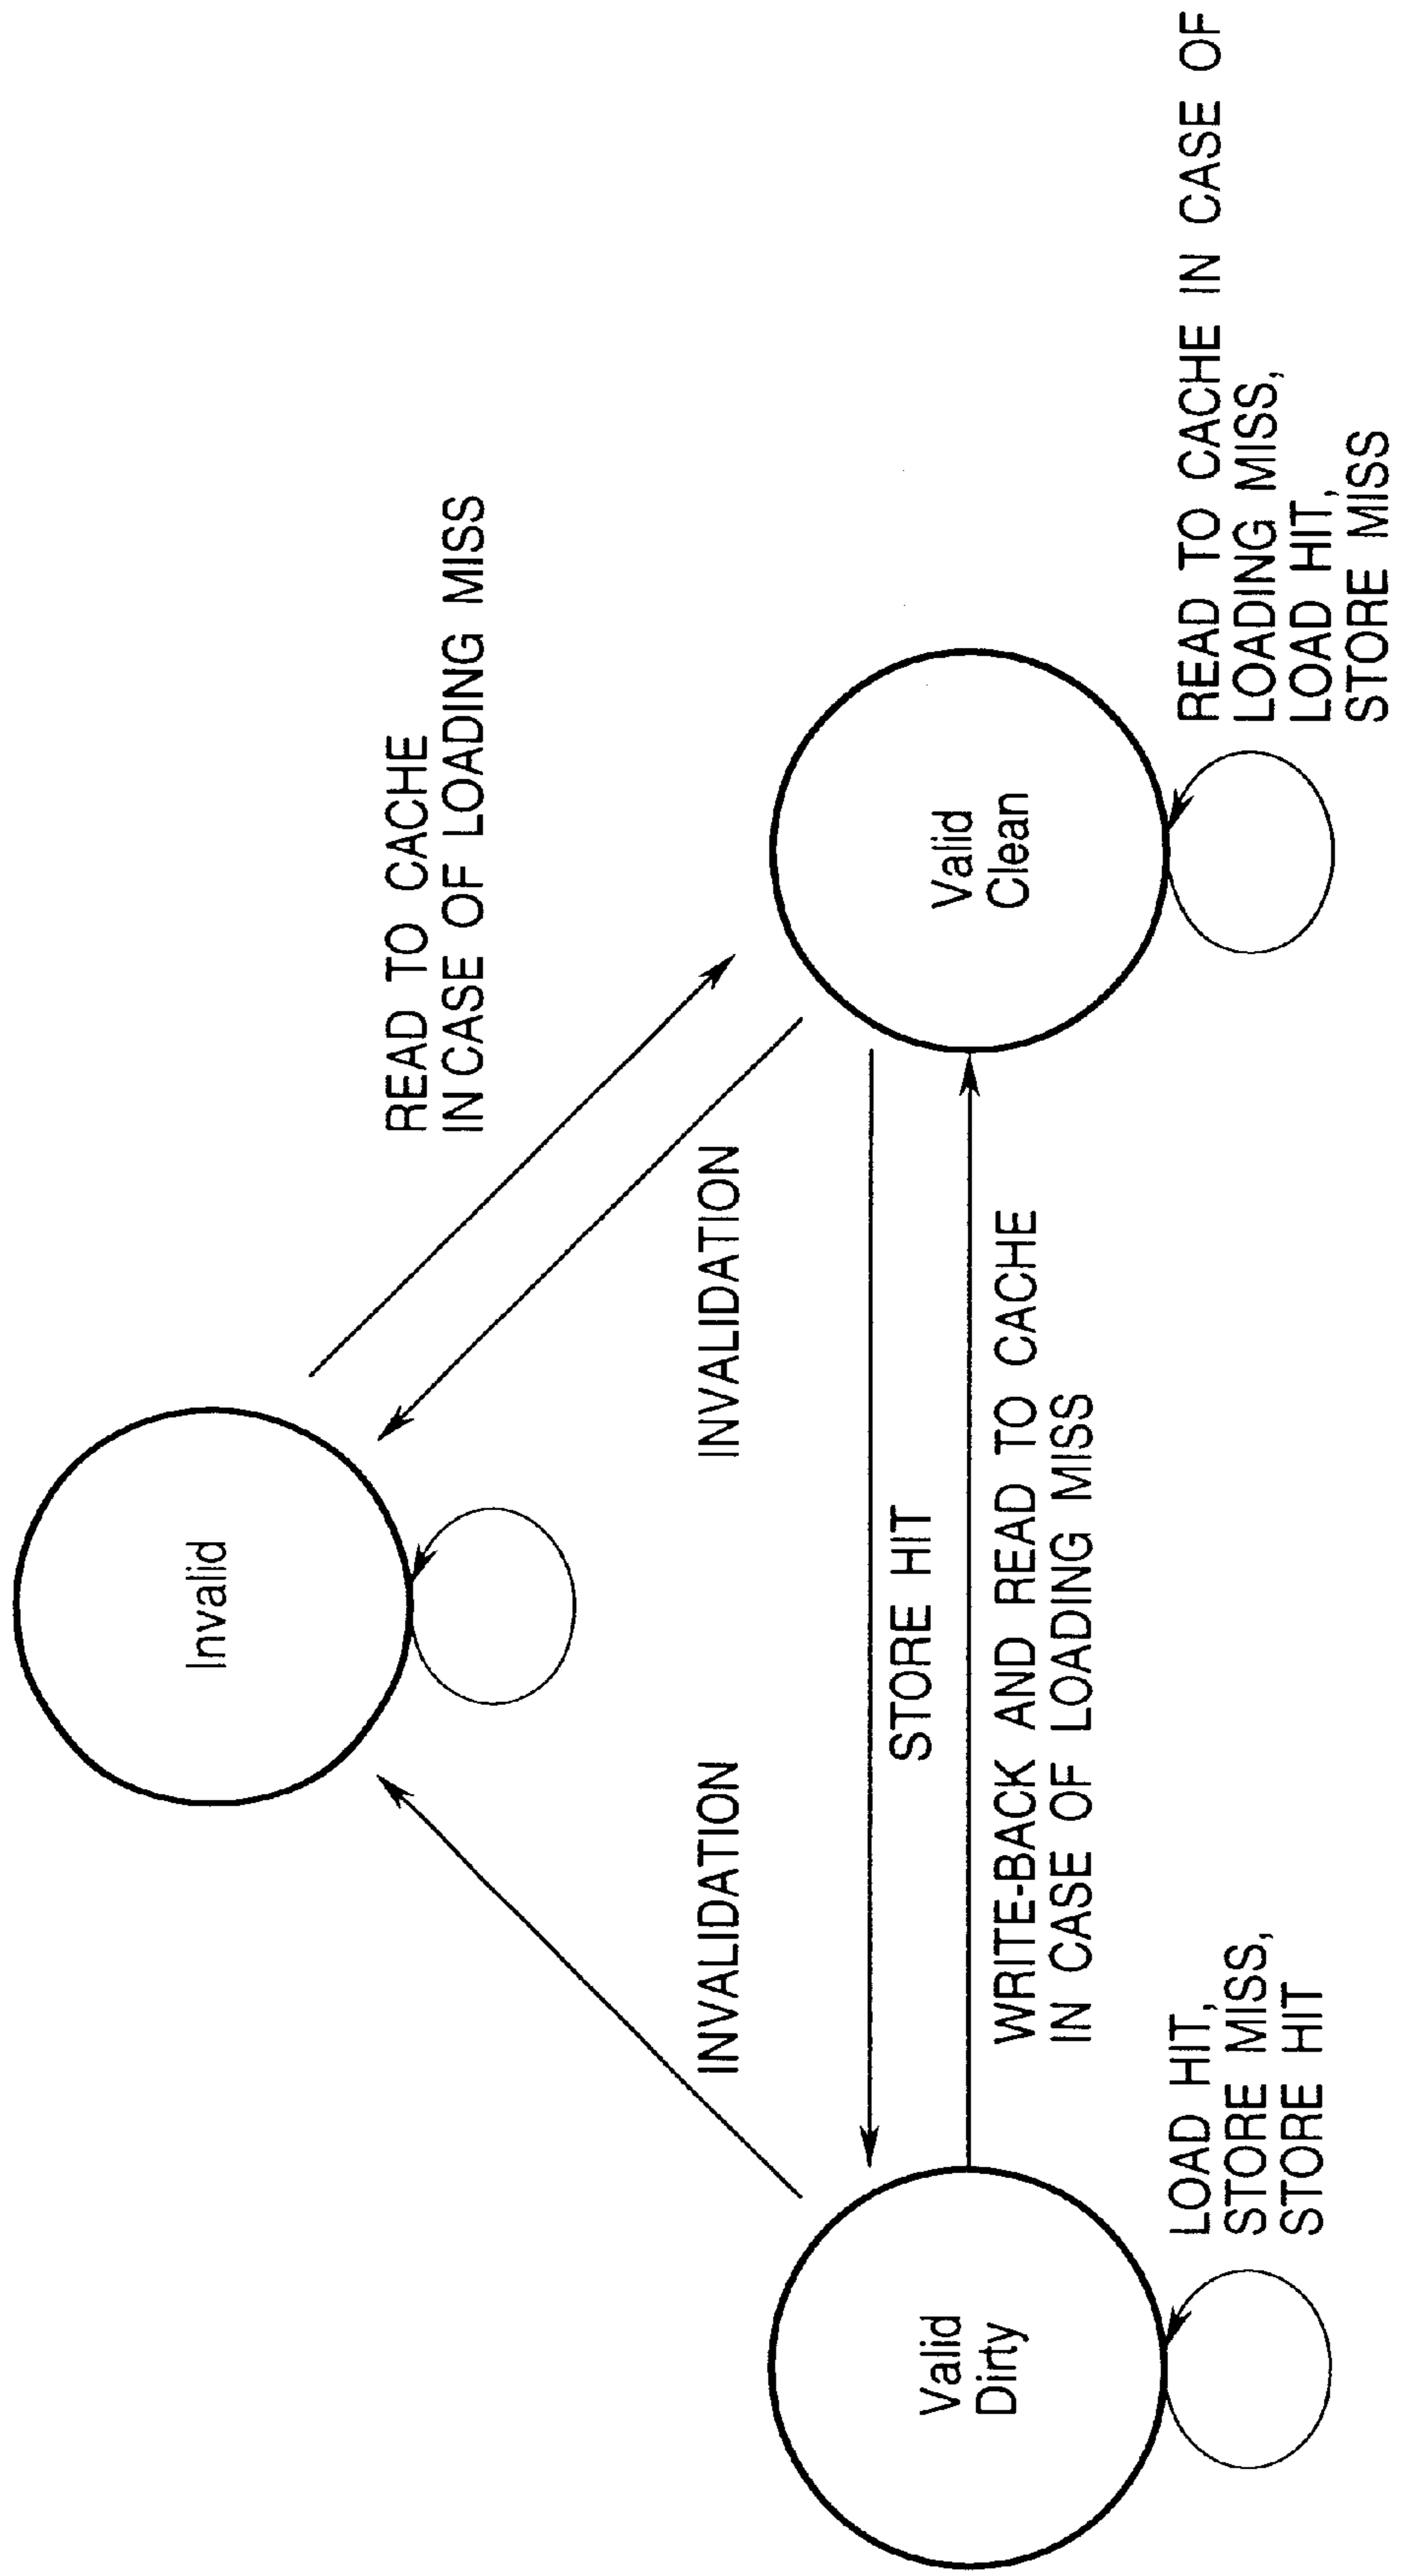 Invalid
READ TO CACHE
IN CASE OF LOADING MISS
INVALIDATION
INVALIDATION
STORE HIT
Valid
Dirty
Valid
Clean
WRITE-BACK AND READ TO CACHE
IN CASE OF LOADING MISS
LOAD HIT,
STORE MISS,
STORE HIT
READ TO CACHE IN CASE OF
LOADING MISS,
LOAD HIT,
STORE MISS